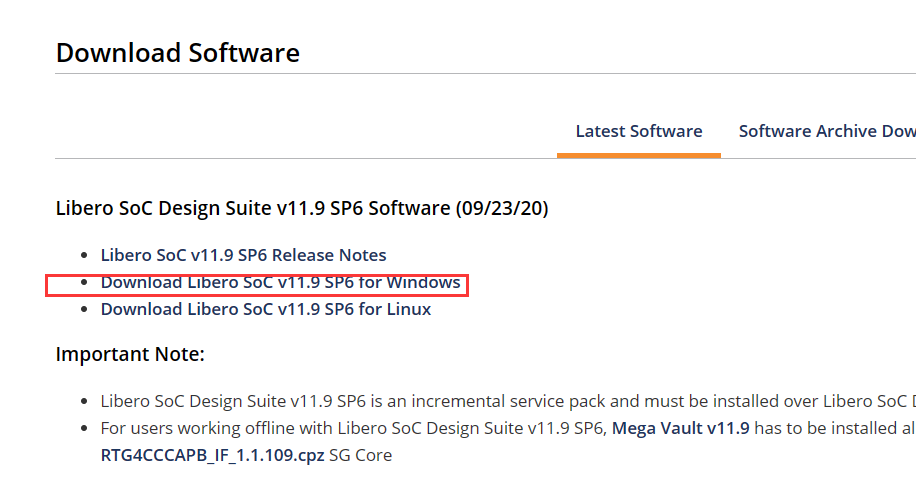 Download Software
Latest Software Software Archive Dow
Libero SoC Design Suite v11.9 SP6 Software (09/23/20)
Libero SoC v11.9 SP6 Release Notes
Download Libero SoC v11.9 SP6 for Windows
Download Libero SoC v11.9 SP6 for Linux
Important Note:
Libero SoC Design Suite v11.9 SP6 is an incremental service pack and must be installed over Libero SoC D
For users working offline with Libero SoC Design Suite v11.9 SP6, Mega Vault v11.9 has to be installed al
RTG4CCCAPB_IF_1.1.109.cpz SG Core